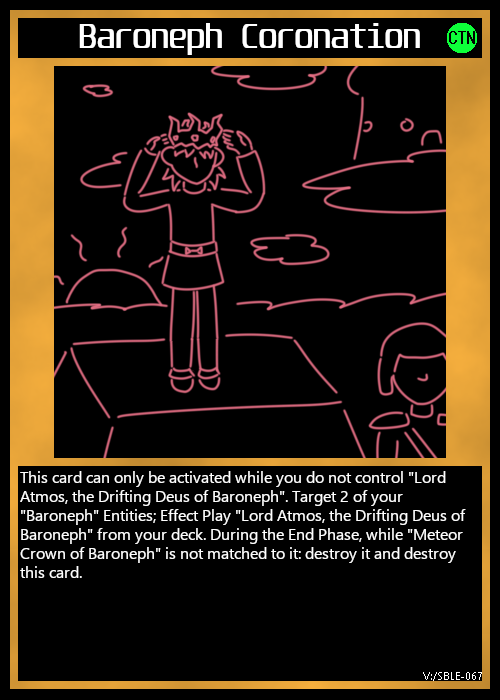 Baroneph Coronation
CTN
This card can only be activated while you do not control "Lord
Atmos, the Drifting Deus of Baroneph". Target 2 of your
"Baroneph" Entities; Effect Play "Lord Atmos, the Drifting Deus of
Baroneph" from your deck. During the End Phase, while "Meteor
Crown of Baroneph" is not matched to it: destroy it and destroy
this card.
V:/SBLE-067